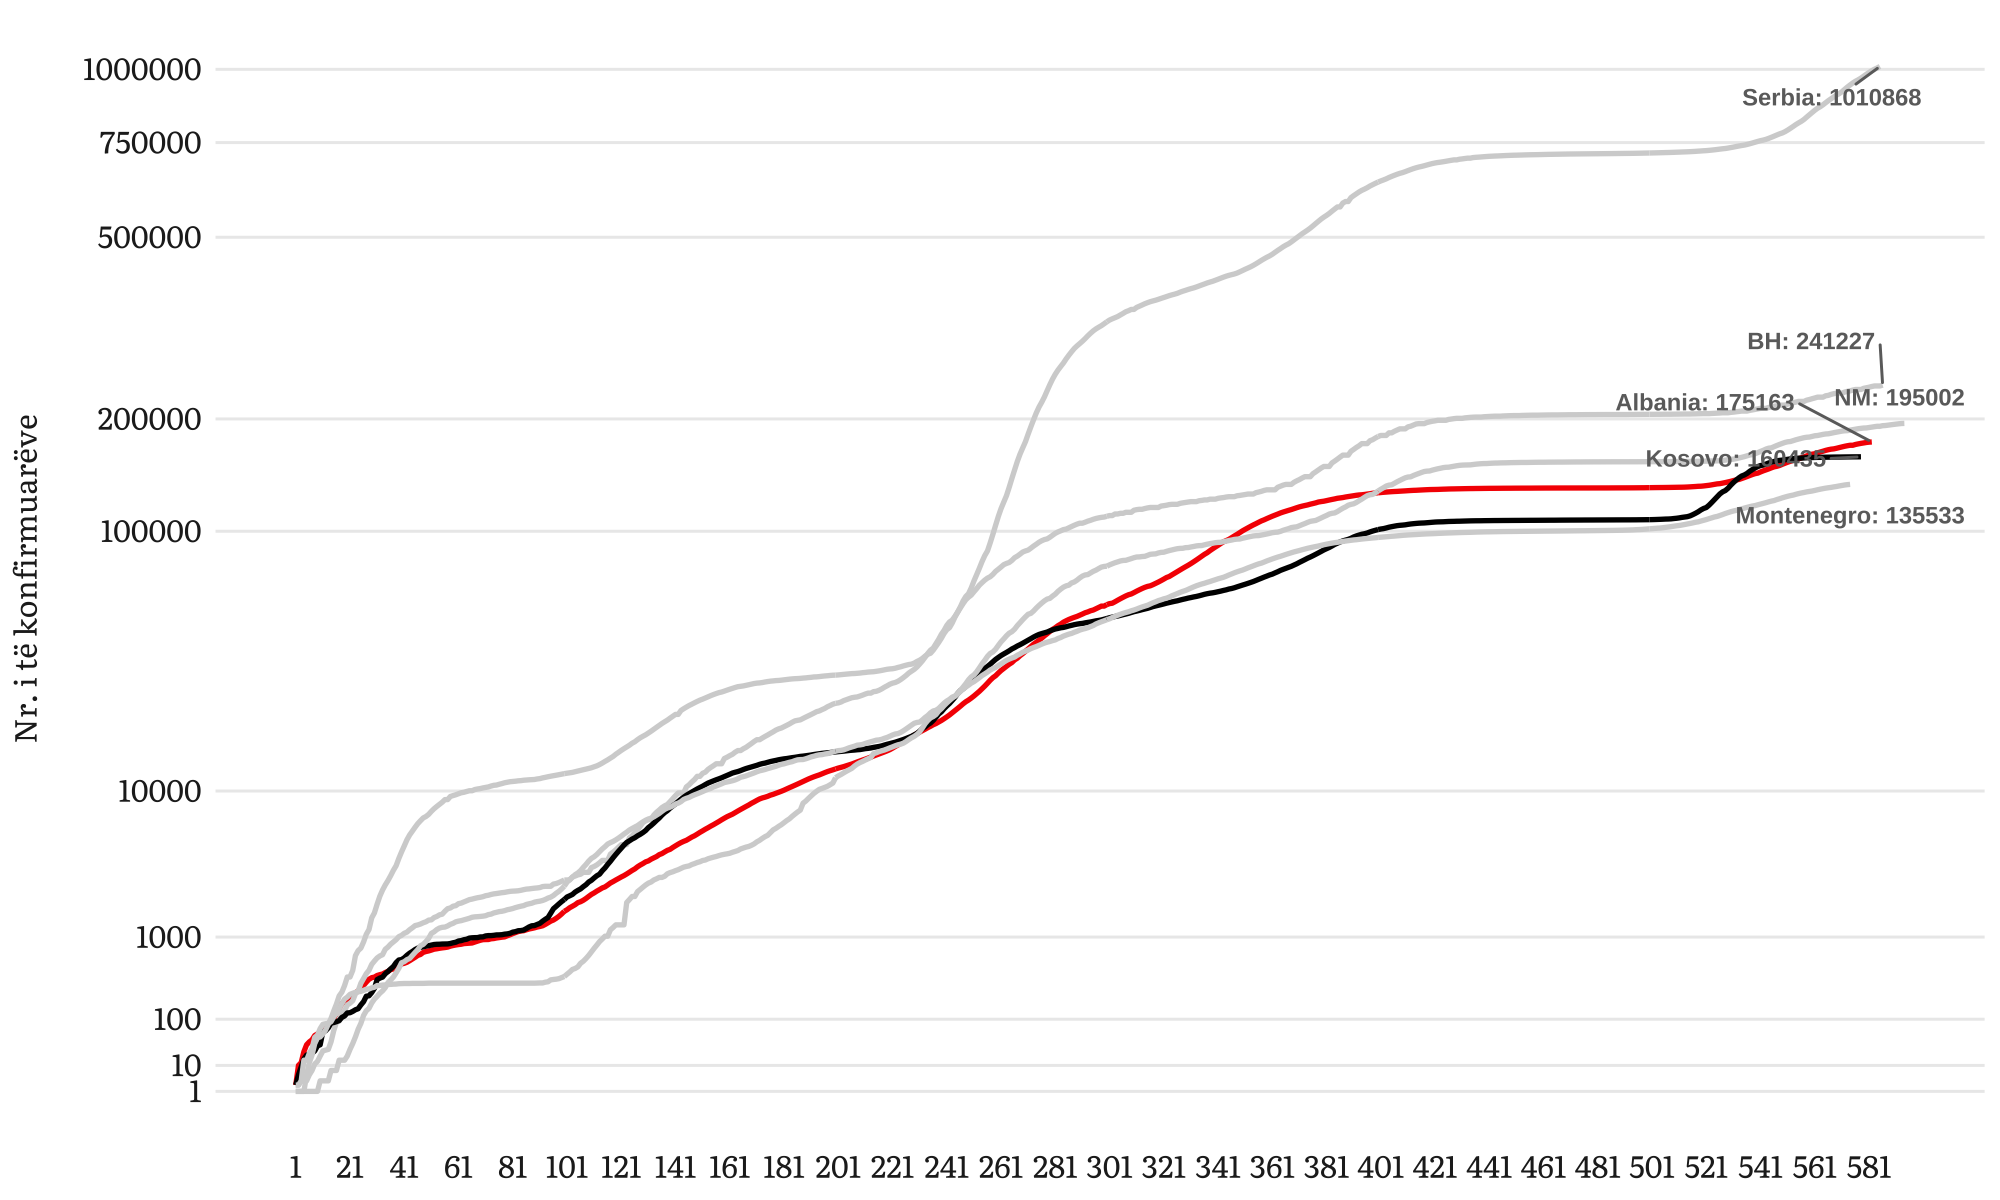 1000000
Serbia: 1010868
750000
500000
BH: 241227
NM: 195002
Albania: 175163
200000
Kosovo: 160435
Montenegro: 135533
100000
Nr. i të konfirmuarëve
10000
1000
100
10
1
1 21 41 61 81 101 121 141 161 181 201 221 241 261 281 301 321 341 361 381 401 421 441 461 481 501 521 541 561 581